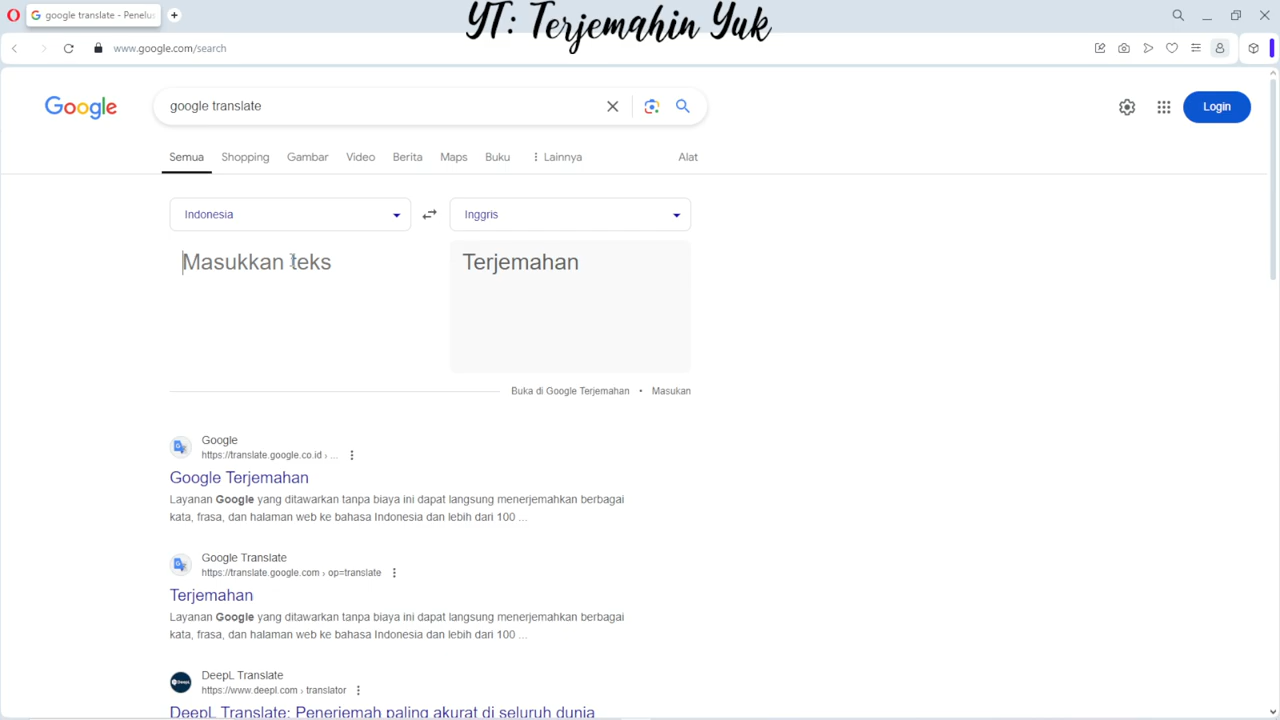 YT: Terjemahin Yuk
google translate - Penelus
www.google.com/search
Google
google translate
Login
Semua
Shopping
Gambar
Video
Berita
Maps
Buku
Lainnya
Alat
Indonesia
Inggris
Masukkan teks
Terjemahan
Buka di Google Terjemahan • Masukan
Google
https://translate.google.co.id › ...
Google Terjemahan
Layanan Google yang ditawarkan tanpa biaya ini dapat langsung menerjemahkan berbagai
kata, frasa, dan halaman web ke bahasa Indonesia dan lebih dari 100 ...
Google Translate
https://translate.google.com › op=translate
Terjemahan
Layanan Google yang ditawarkan tanpa biaya ini dapat langsung menerjemahkan berbagai
kata, frasa, dan halaman web ke bahasa Indonesia dan lebih dari 100 ...
DeepL
DeepL Translate
https://www.deepl.com › translator
DeepL Translate: Penerjemah paling akurat di seluruh dunia